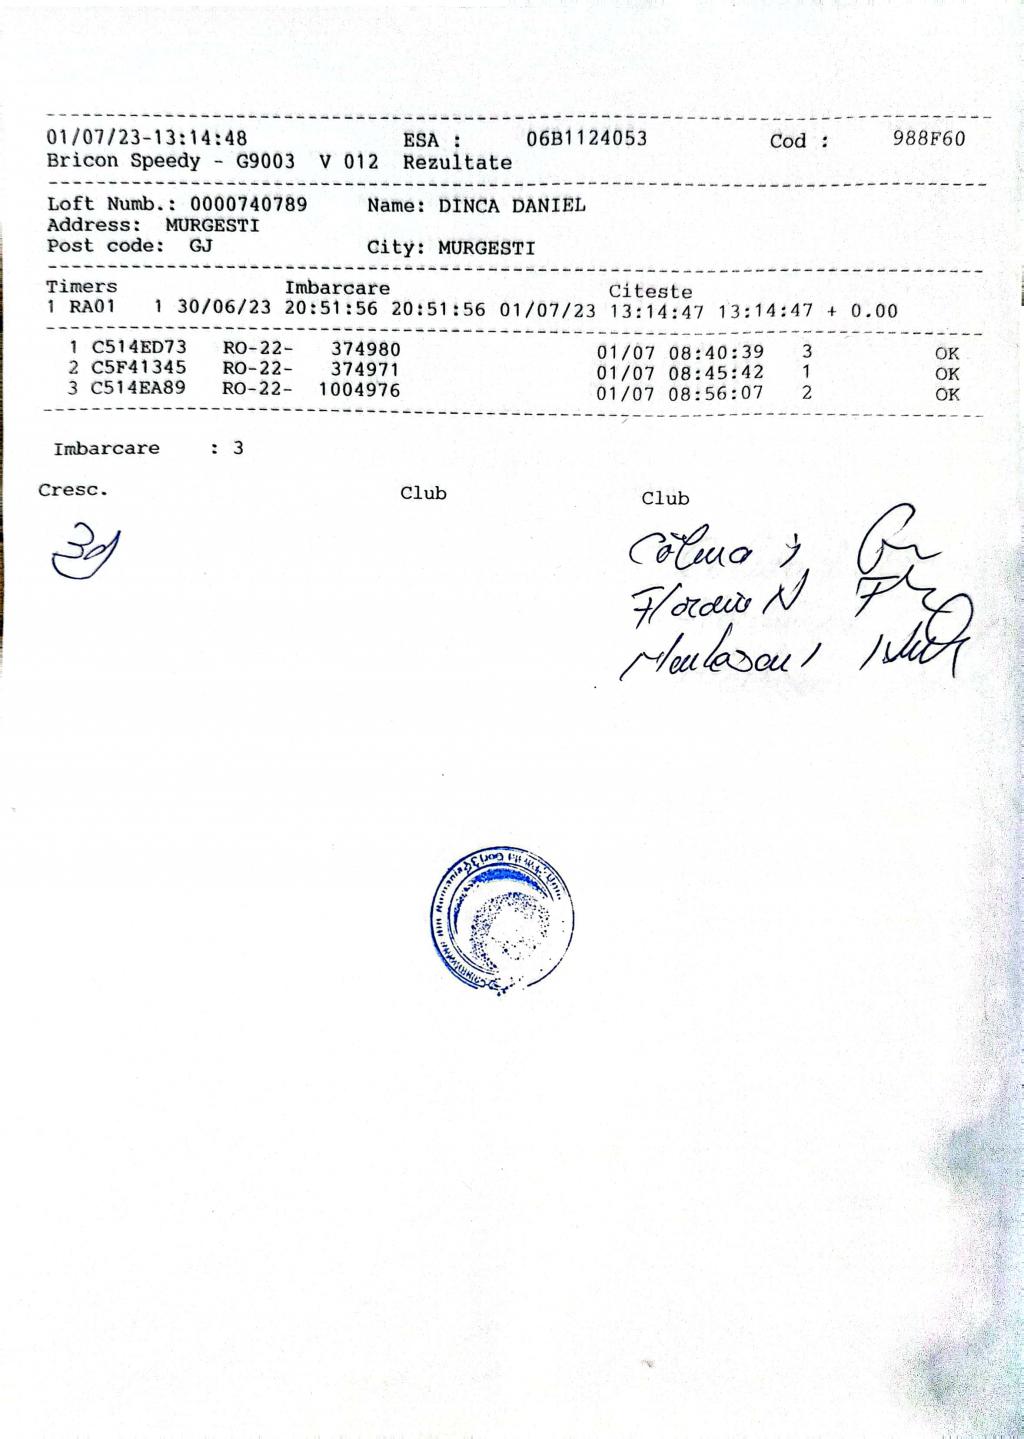 01/07/23-13:14:48 ESA : 06B1124053 Cod : 988F60
Bricon Speedy - G9003 V 012 Rezultate
Loft Numb.: 0000740789 Name: DINCA DANIEL
Address: MURGESTI
Post code: GJ City: MURGESTI
Timers Imbarcare Citeste
1 RA01 1 30/06/23 20:51:56 20:51:56 01/07/23 13:14:47 13:14:47 + 0.00
1 C514ED73 RO-22- 374980 01/07 08:40:39 3 OK
2 C5F41345 RO-22- 374971 01/07 08:45:42 1 OK
3 C514EA89 RO-22- 1004976 01/07 08:56:07 2 OK
Imbarcare : 3
Cresc. Club Club